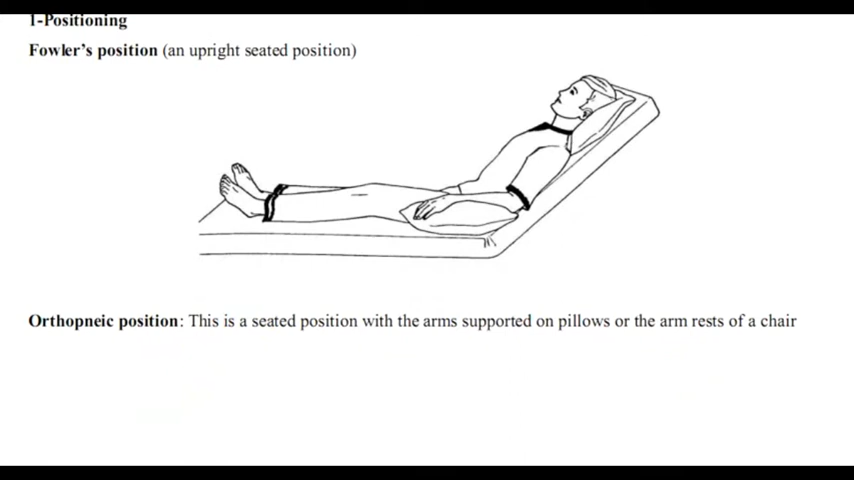 1-Positioning
Fowler's position (an upright seated position)
Orthopneic position: This is a seated position with the arms supported on pillows or the arm rests of a chair